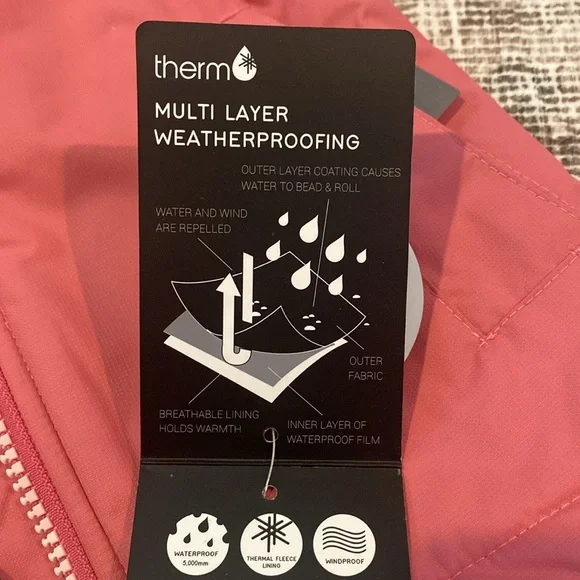 therm
MULTI LAYER
WEATHERPROOFING
OUTER LAYER COATING CAUSES
WATER TO BEAD & ROLL
WATER AND WIND
ARE REPELLED
OUTER
FABRIC
BREATHABLE LINING
HOLDS WARMTH
INNER LAYER OF
WATERPROOF FILM
WATERPROOF
5,000mm
THERMAL FLEECE
LINING
WINDPROOF